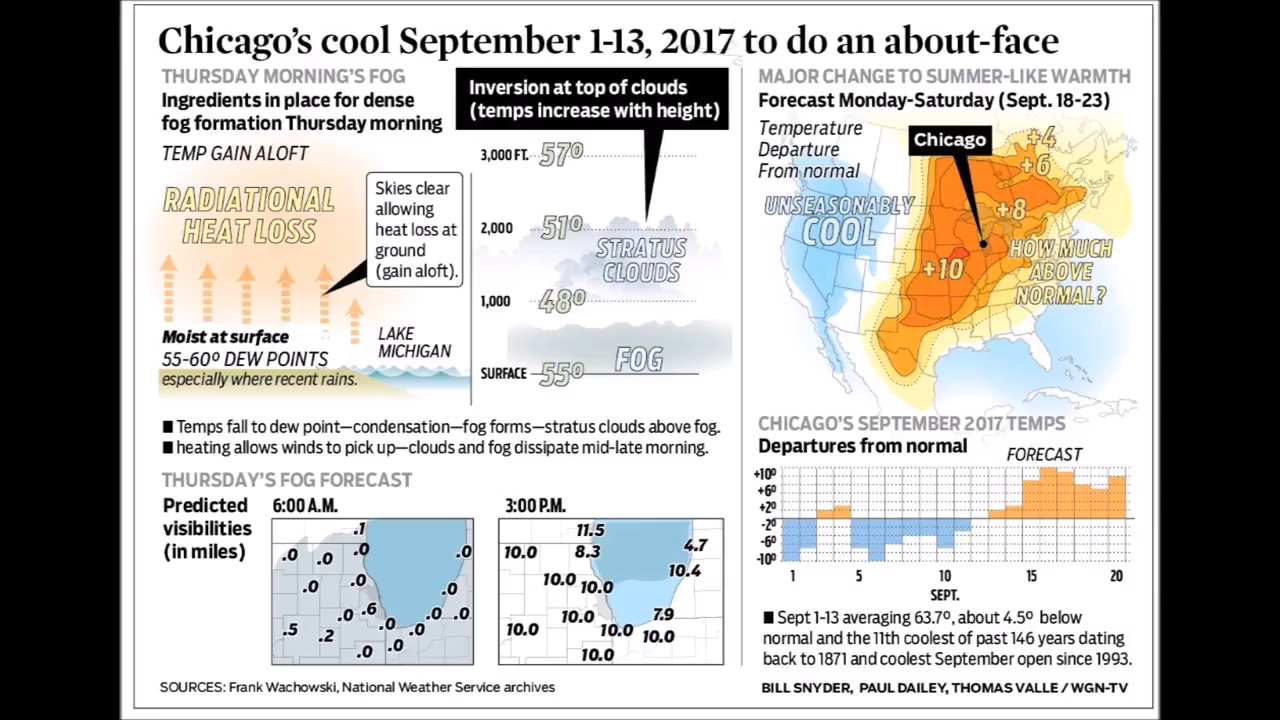 Chicago's cool September 1-13, 2017 to do an about-face
THURSDAY MORNING'S FOG
Ingredients in place for dense
fog formation Thursday morning
TEMP GAIN ALOFT
RADIATIONAL
HEAT LOSS
Skies clear
allowing
heat loss at
ground
(gain aloft).
Moist at surface
55-60º DEW POINTS
especially where recent rains.
LAKE
MICHIGAN
Inversion at top of clouds
(temps increase with height)
3,000 FT. 57º
2,000 51º
STRATUS
CLOUDS
1,000 48º
FOG
SURFACE 55º
■ Temps fall to dew point—condensation—fog forms—stratus clouds above fog.
■ heating allows winds to pick up—clouds and fog dissipate mid-late morning.
THURSDAY'S FOG FORECAST
Predicted
visibilities
(in miles)
6:00 A.M.
.1
.0 .0 .0 .0
.0 .0 .0
.0 .6 .0 .0
.5 .2 .0 .0
.0 .0
3:00 P.M.
11.5
10.0 8.3 4.7
10.0 10.0 10.4
10.0 7.9
10.0 10.0 10.0
10.0
SOURCES: Frank Wachowski, National Weather Service archives
MAJOR CHANGE TO SUMMER-LIKE WARMTH
Forecast Monday-Saturday (Sept. 18-23)
Temperature
Departure
From normal
Chicago
+4
+6
+8
+10
UNSEASONABLY
COOL
HOW MUCH
ABOVE
NORMAL?
CHICAGO'S SEPTEMBER 2017 TEMPS
Departures from normal
FORECAST
+10º
+6º
+2º
-2º
-6º
-10º
1 5 10 15 20
SEPT.
■ Sept 1-13 averaging 63.7º, about 4.5º below
normal and the 11th coolest of past 146 years dating
back to 1871 and coolest September open since 1993.
BILL SNYDER, PAUL DAILEY, THOMAS VALLE / WGN-TV